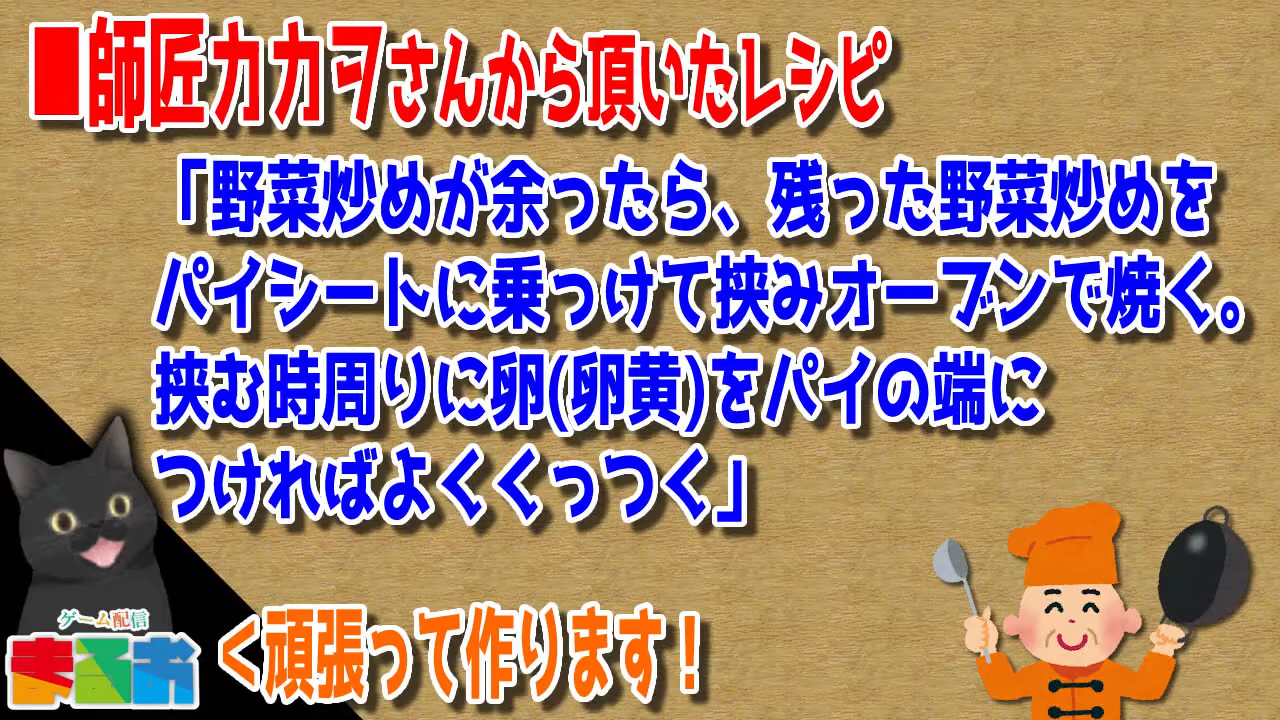 ■師匠カカヲさんから頂いたレシピ
「野菜炒めが余ったら、残った野菜炒めを
パイシートに乗っけて挟みオーブンで焼く。
挟む時周りに卵(卵黄)をパイの端に
つければよくくっつく」
ゲーム配信
まるお
<頑張って作ります!